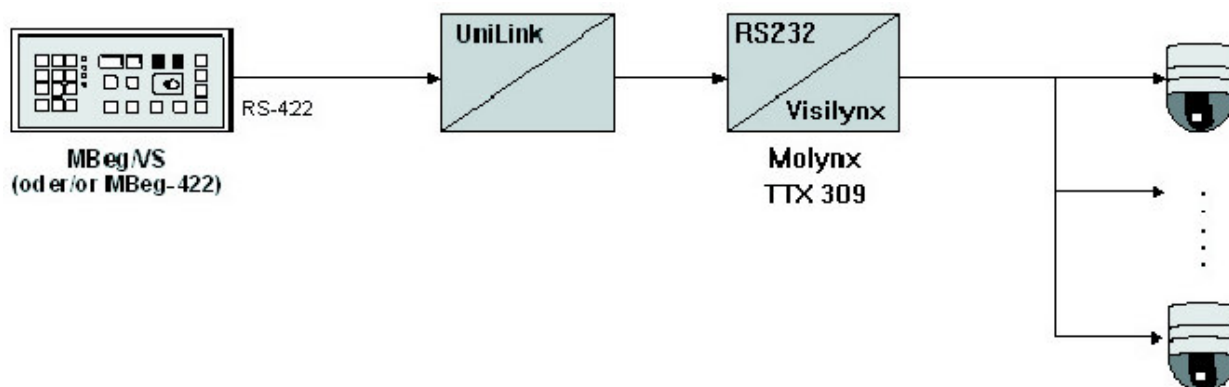 UniLink
RS232
Visilynx
RS-422
MBeg/VS
(oder/or MBeg-422)
Molynx
TTX 309